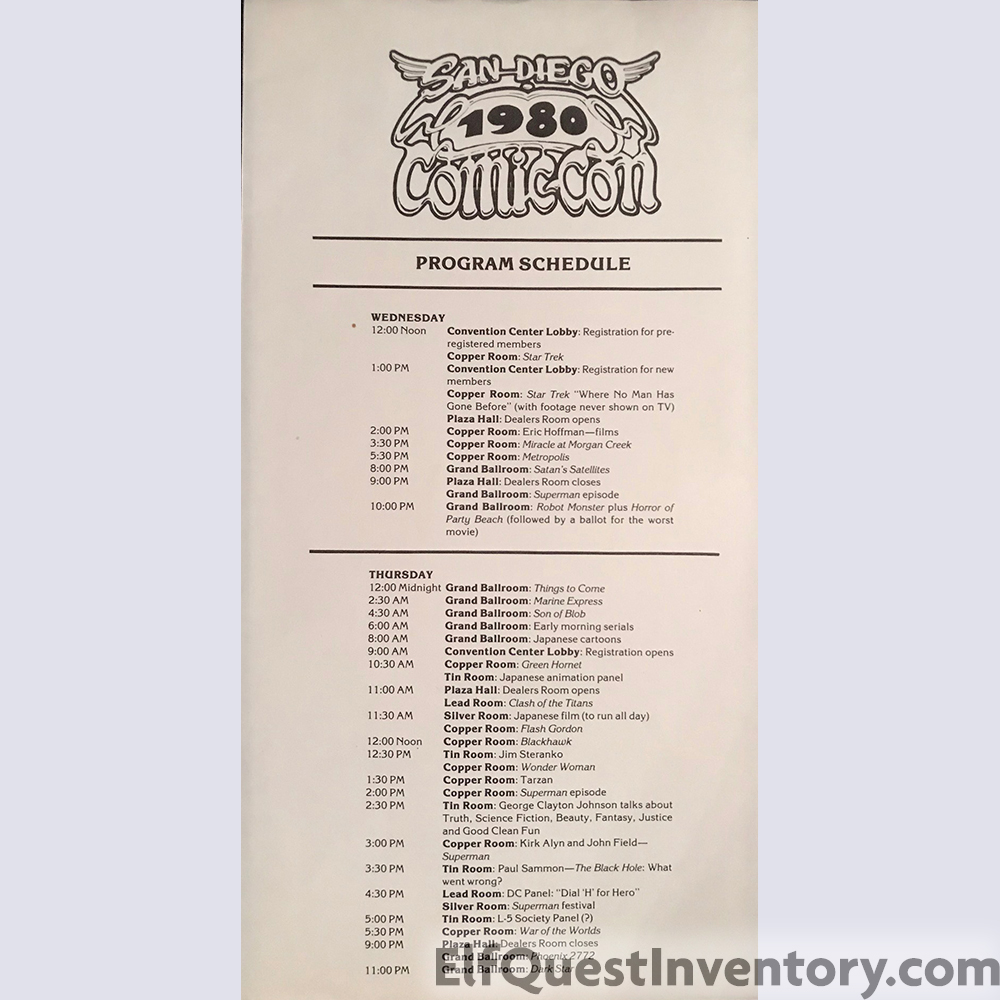 SAN DIEGO
1980
COMIC-CON
PROGRAM SCHEDULE
WEDNESDAY
12:00 Noon Convention Center Lobby: Registration for pre-
registered members
Copper Room: Star Trek
1:00 PM Convention Center Lobby: Registration for new
members
Copper Room: Star Trek "Where No Man Has
Gone Before" (with footage never shown on TV)
Plaza Hall: Dealers Room opens
2:00 PM Copper Room: Eric Hoffman—films
3:30 PM Copper Room: Miracle at Morgan Creek
5:30 PM Copper Room: Metropolis
8:00 PM Grand Ballroom: Satan's Satellites
9:00 PM Plaza Hall: Dealers Room closes
Grand Ballroom: Superman episode
10:00 PM Grand Ballroom: Robot Monster plus Horror of
Party Beach (followed by a ballot for the worst
movie)
THURSDAY
12:00 Midnight Grand Ballroom: Things to Come
2:30 AM Grand Ballroom: Marine Express
4:30 AM Grand Ballroom: Son of Blob
6:00 AM Grand Ballroom: Early morning serials
8:00 AM Grand Ballroom: Japanese cartoons
9:00 AM Convention Center Lobby: Registration opens
10:30 AM Copper Room: Green Hornet
Tin Room: Japanese animation panel
11:00 AM Plaza Hall: Dealers Room opens
Lead Room: Clash of the Titans
11:30 AM Silver Room: Japanese film (to run all day)
Copper Room: Flash Gordon
12:00 Noon Copper Room: Blackhawk
12:30 PM Tin Room: Jim Steranko
Copper Room: Wonder Woman
1:30 PM Copper Room: Tarzan
2:00 PM Copper Room: Superman episode
2:30 PM Tin Room: George Clayton Johnson talks about
Truth, Science Fiction, Beauty, Fantasy, Justice
and Good Clean Fun
3:00 PM Copper Room: Kirk Alyn and John Field—
Superman
3:30 PM Tin Room: Paul Sammon—The Black Hole: What
went wrong?
4:30 PM Lead Room: DC Panel: "Dial 'H' for Hero"
Silver Room: Superman festival
5:00 PM Tin Room: L-5 Society Panel (?)
5:30 PM Copper Room: War of the Worlds
9:00 PM Plaza Hall: Dealers Room closes
Grand Ballroom: Phoenix 2772
11:00 PM Grand Ballroom: Dark Star
ElfQuestInventory.com